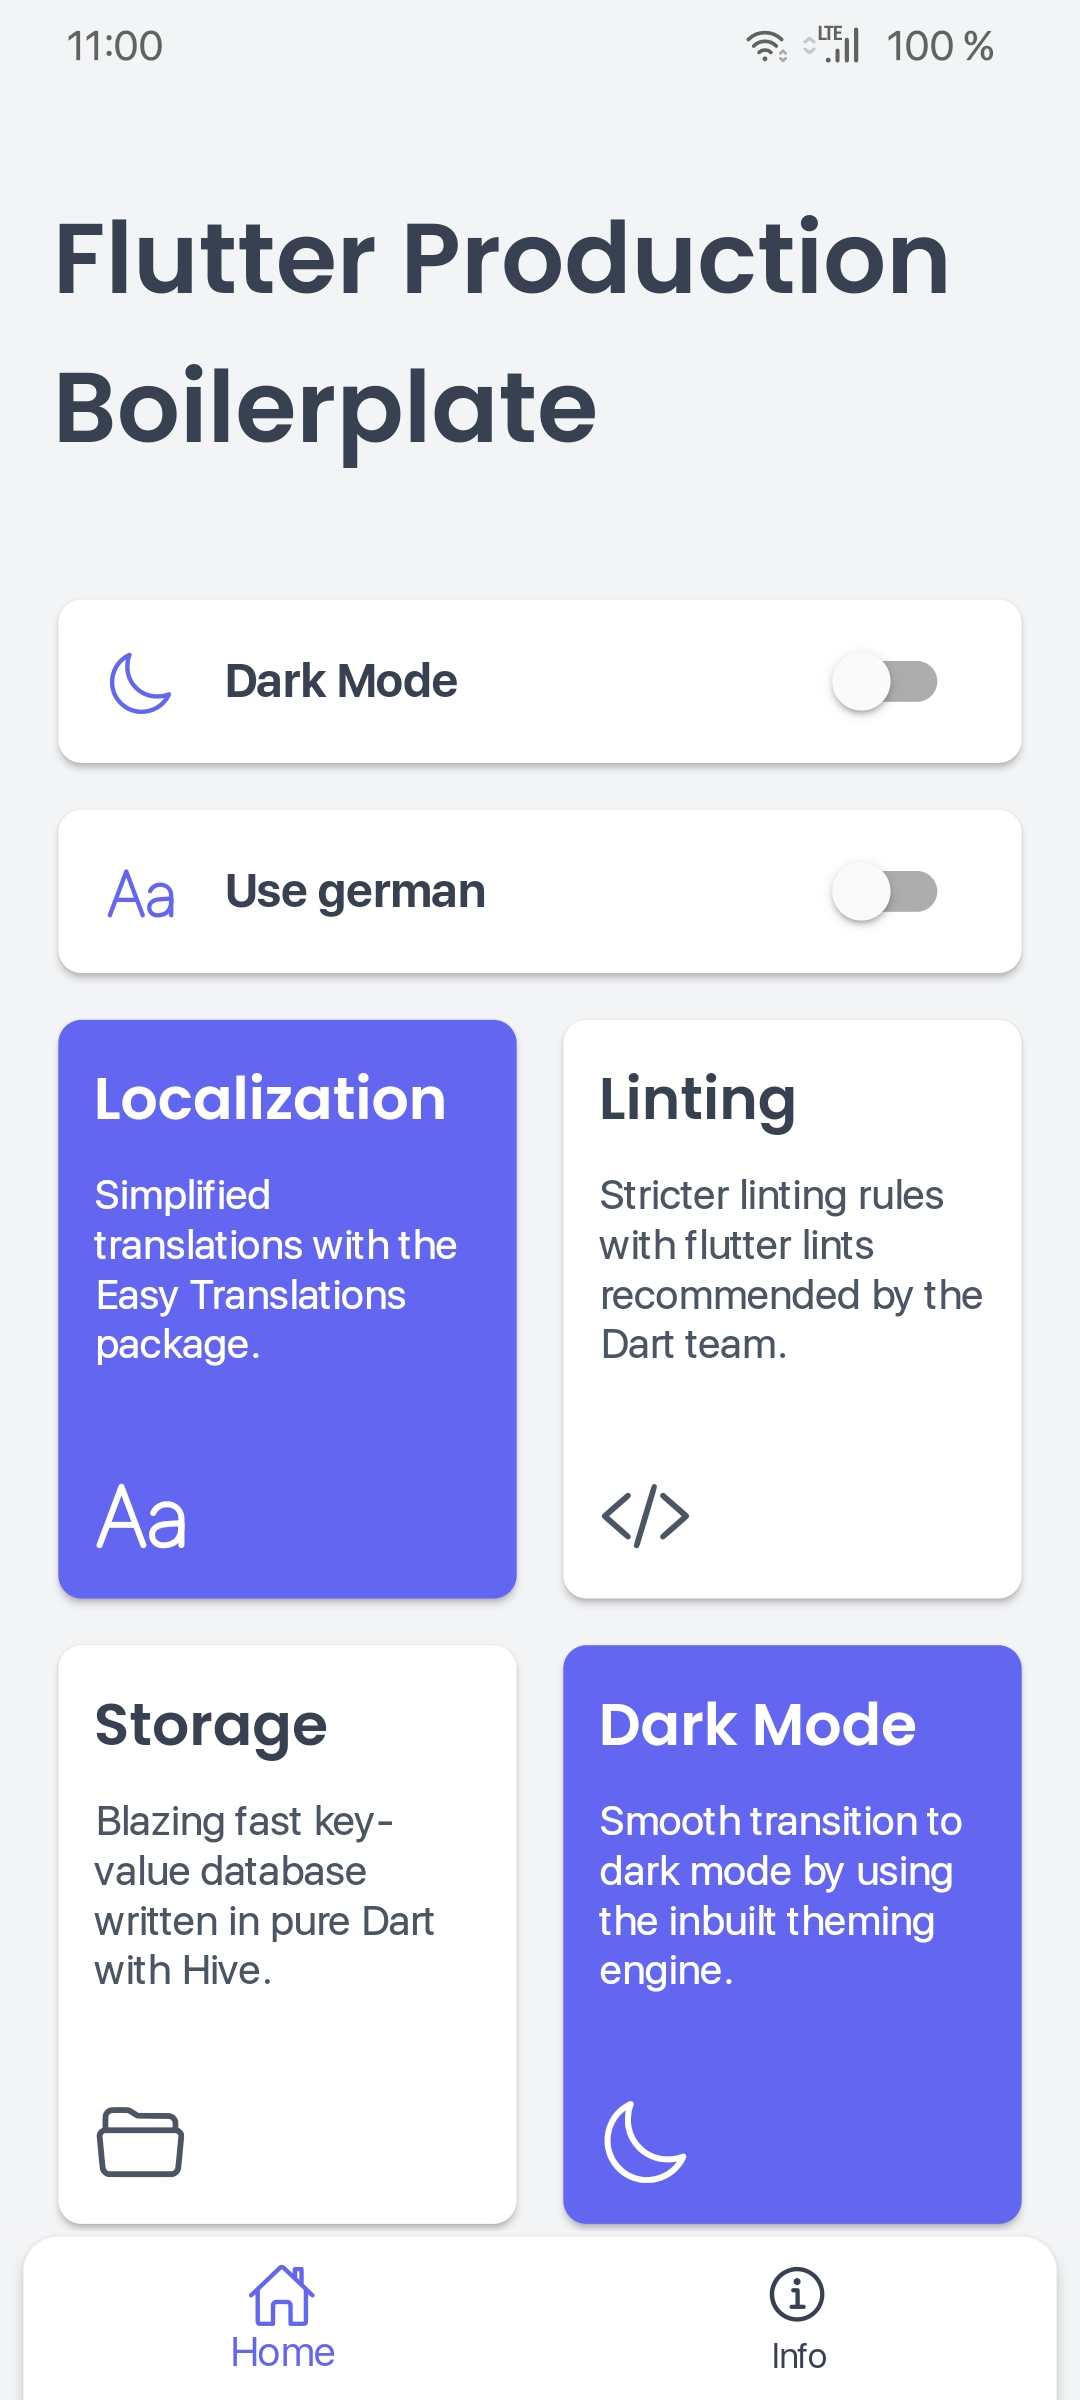 11:00
LTE 100 %
Flutter Production
Boilerplate
Dark Mode
Aa Use german
Localization
Simplified
translations with the
Easy Translations
package.
Aa
Linting
Stricter linting rules
with flutter lints
recommended by the
Dart team.
</>
Storage
Blazing fast key-
value database
written in pure Dart
with Hive.
Dark Mode
Smooth transition to
dark mode by using
the inbuilt theming
engine.
Home
Info